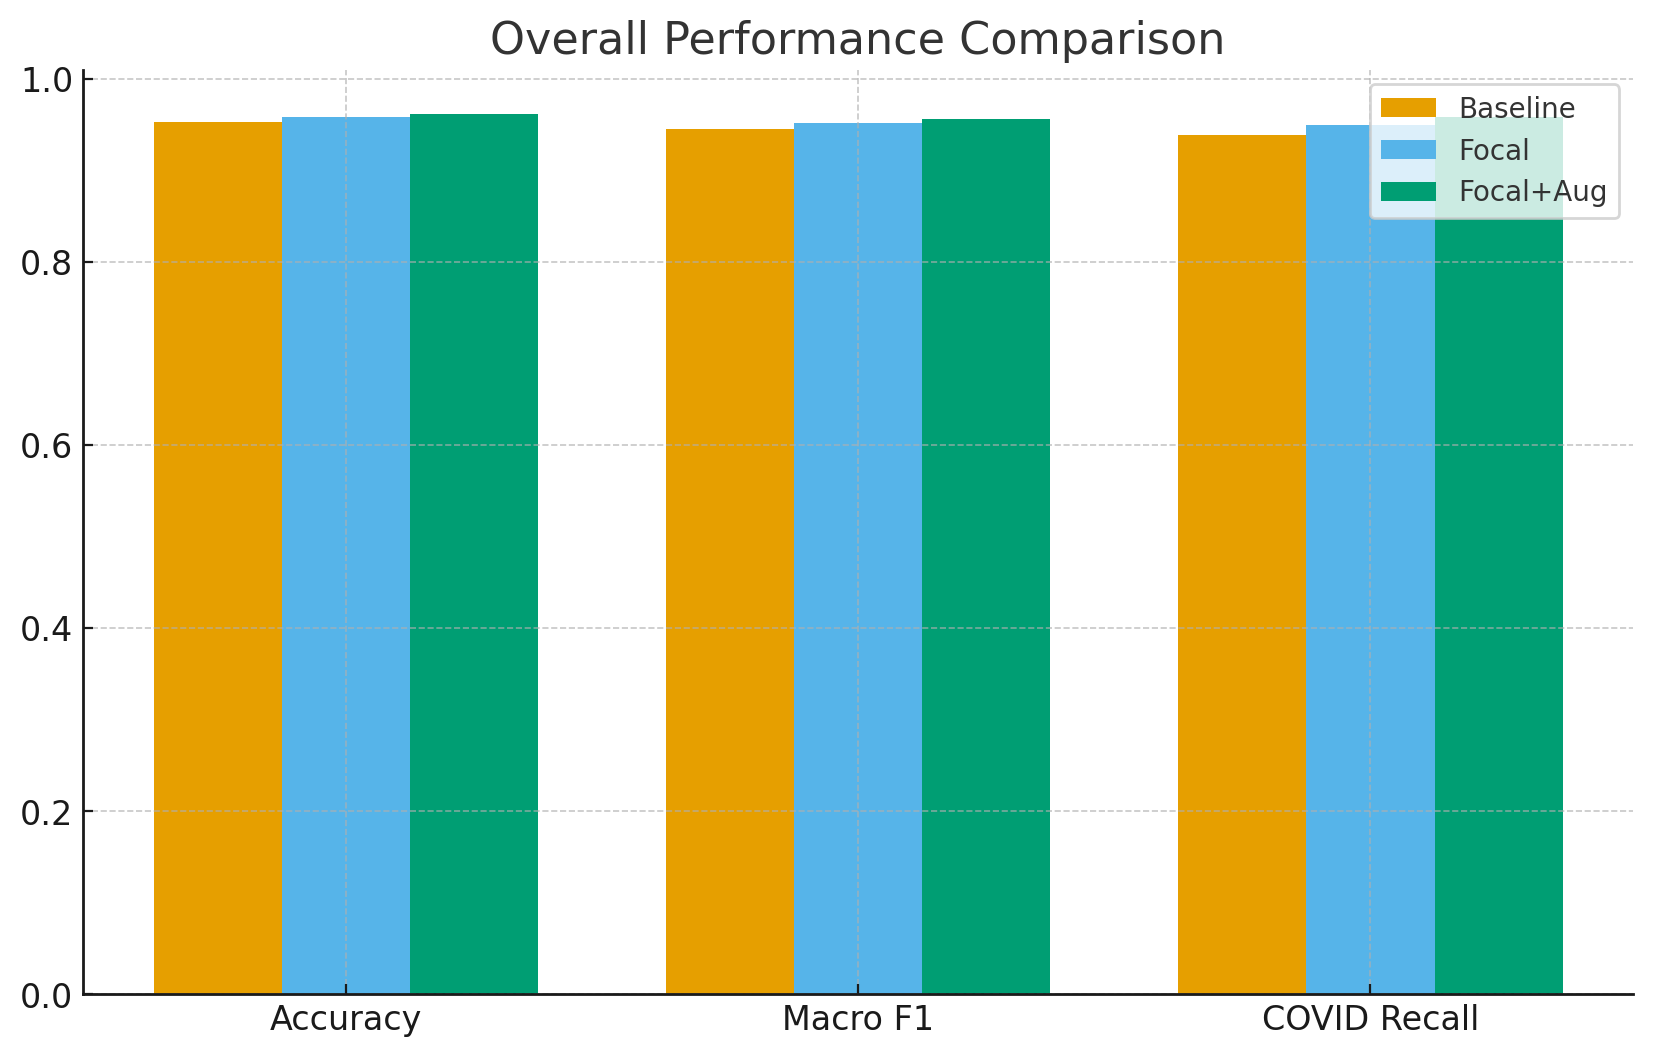 Overall Performance Comparison
1.0
0.8
0.6
0.4
0.2
0.0
Baseline
Focal
Focal+Aug
Accuracy
Macro F1
COVID Recall